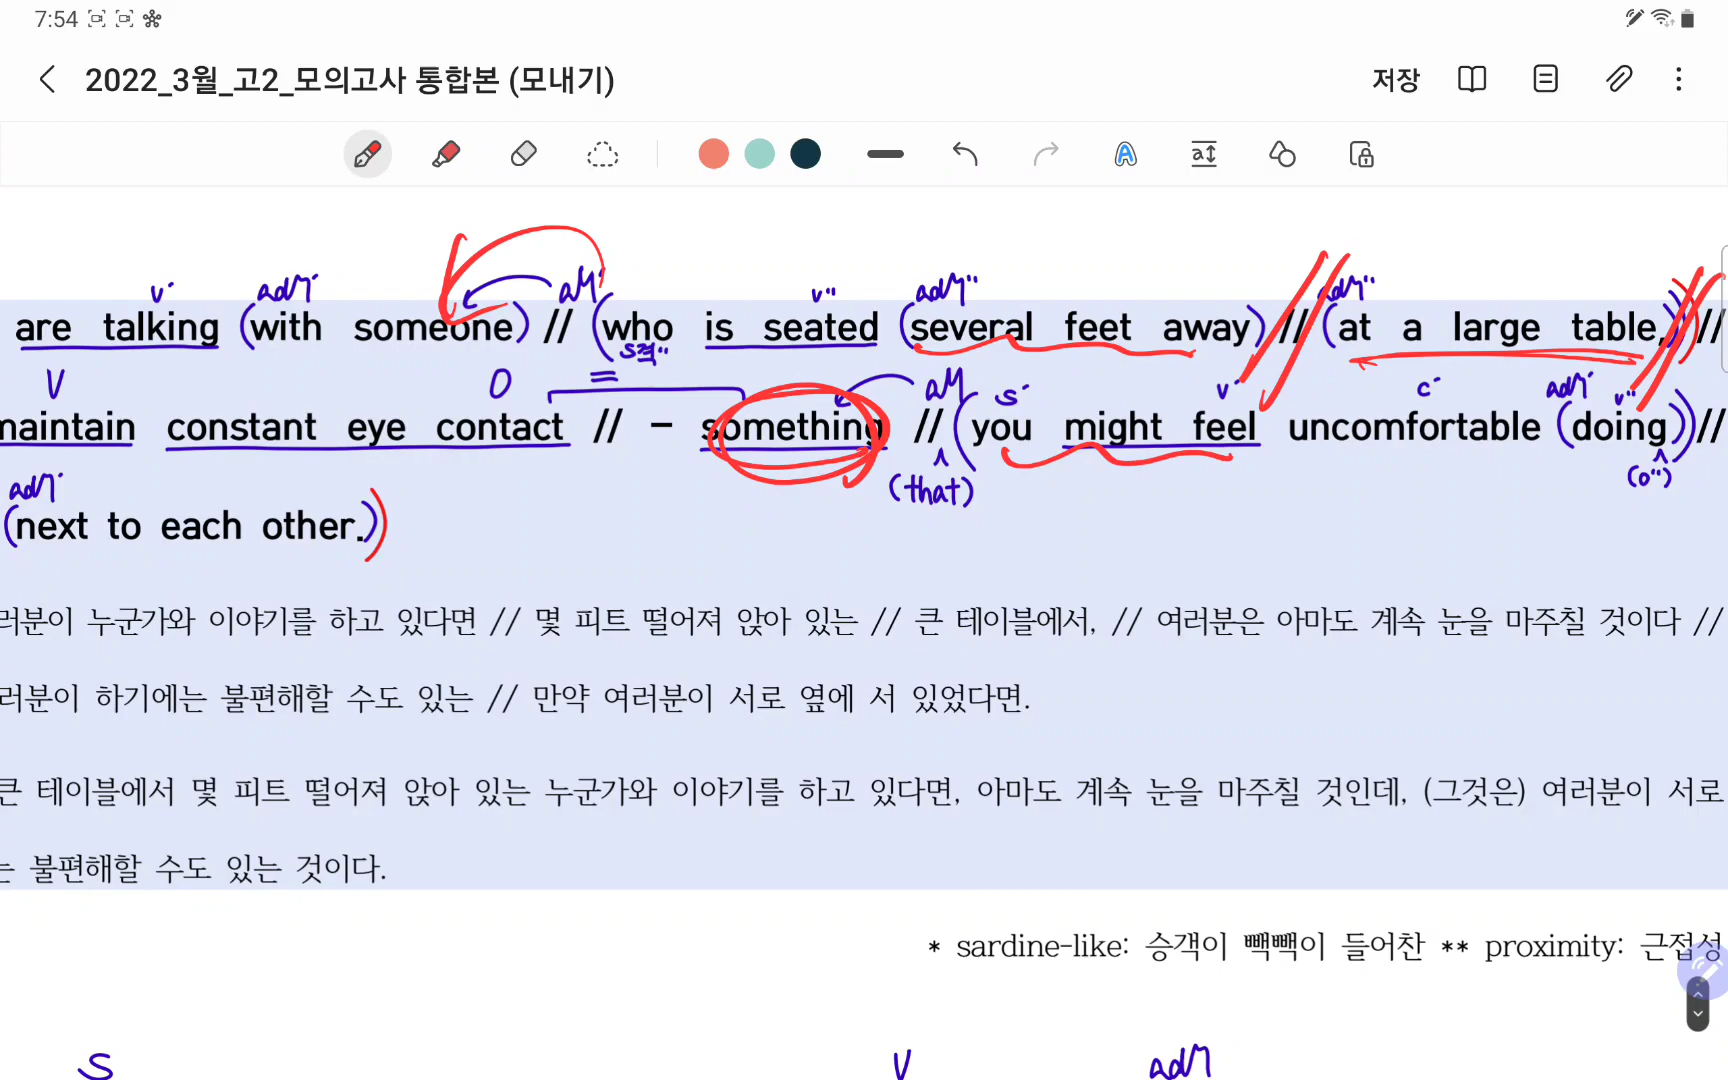 7:54
2022_3월_고2_모의고사 통합본 (모내기)
저장
v' adM' aM' v'' adM'' adM''
are talking (with someone) // (who is seated (several feet away) // (at a large table,)) //
s격''
V O = aM s' v' c' adM' v''
maintain constant eye contact // - something // (you might feel uncomfortable (doing)) //
(that) (o'')
adM'
(next to each other.))
러분이 누군가와 이야기를 하고 있다면 // 몇 피트 떨어져 앉아 있는 // 큰 테이블에서, // 여러분은 아마도 계속 눈을 마주칠 것이다 //
러분이 하기에는 불편해할 수도 있는 // 만약 여러분이 서로 옆에 서 있었다면.
큰 테이블에서 몇 피트 떨어져 앉아 있는 누군가와 이야기를 하고 있다면, 아마도 계속 눈을 마주칠 것인데, (그것은) 여러분이 서로
는 불편해할 수도 있는 것이다.
* sardine-like: 승객이 빽빽이 들어찬 ** proximity: 근접성
S V adM